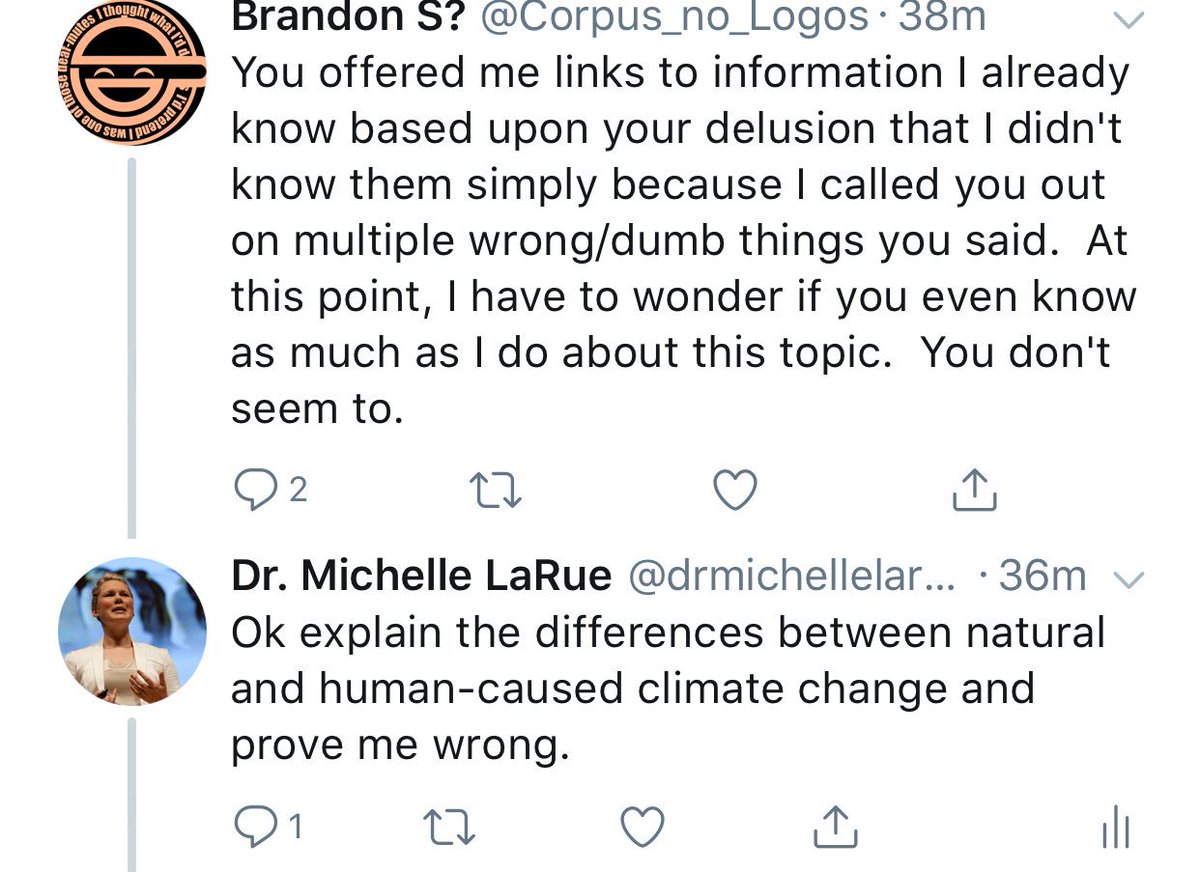 I thought what I'd d
I'd pretend
I was one of those deaf-mutes
Brandon S? @Corpus_no_Logos · 38m
You offered me links to information I already
know based upon your delusion that I didn't
know them simply because I called you out
on multiple wrong/dumb things you said.  At
this point, I have to wonder if you even know
as much as I do about this topic.  You don't
seem to.
2
Dr. Michelle LaRue @drmichellelar... · 36m
Ok explain the differences between natural
and human-caused climate change and
prove me wrong.
1